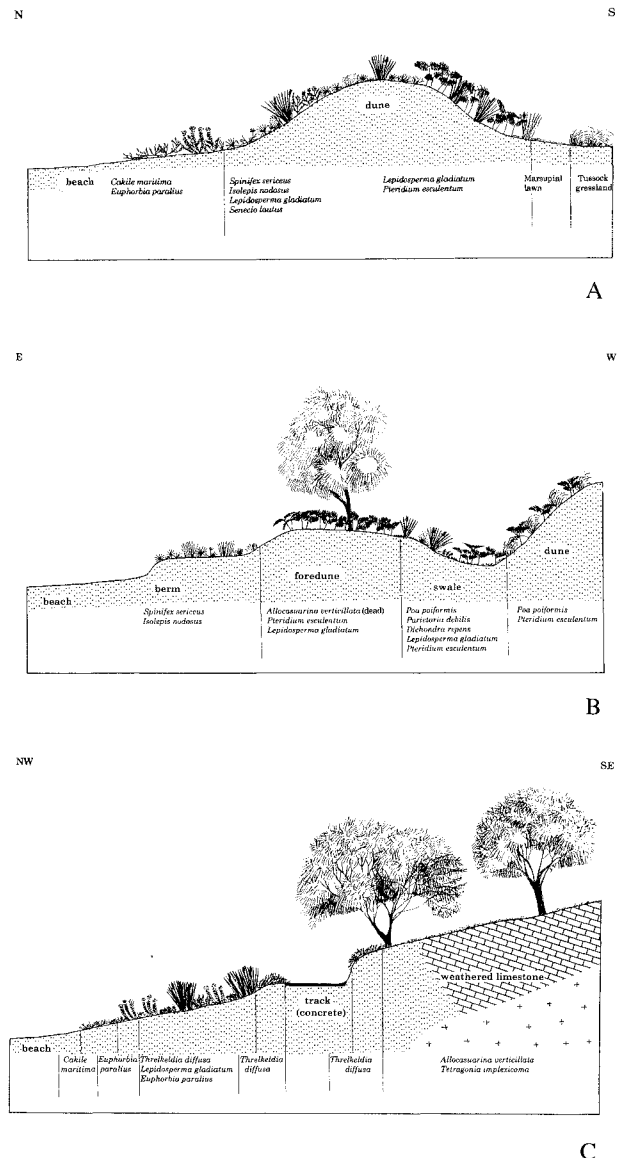 N
S
dune
beach
Cakile maritima
Euphorbia paralius
Spinifex sericeus
Isolepis nodosus
Lepidosperma gladiatum
Senecio lautus
Lepidosperma gladiatum
Pteridium esculentum
Marsupial
lawn
Tussock
grassland
A
E
W
dune
foredune
swale
berm
beach
Spinifex sericeus
Isolepis nodosus
Allocasuarina verticillata (dead)
Pteridium esculentum
Lepidosperma gladiatum
Poa poiformis
Parietaria debilis
Dichondra repens
Lepidosperma gladiatum
Pteridium esculentum
Poa poiformis
Pteridium esculentum
B
NW
SE
weathered limestone
track
(concrete)
beach
Cakile
maritima
Euphorbia
paralius
Threlkeldia diffusa
Lepidosperma gladiatum
Euphorbia paralius
Threlkeldia
diffusa
Threlkeldia
diffusa
Allocasuarina verticillata
Tetragonia implexicoma
C